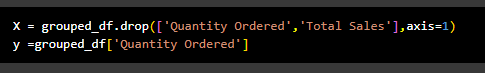 X = grouped_df.drop(['Quantity Ordered','Total Sales'],axis=1)
y =grouped_df['Quantity Ordered']